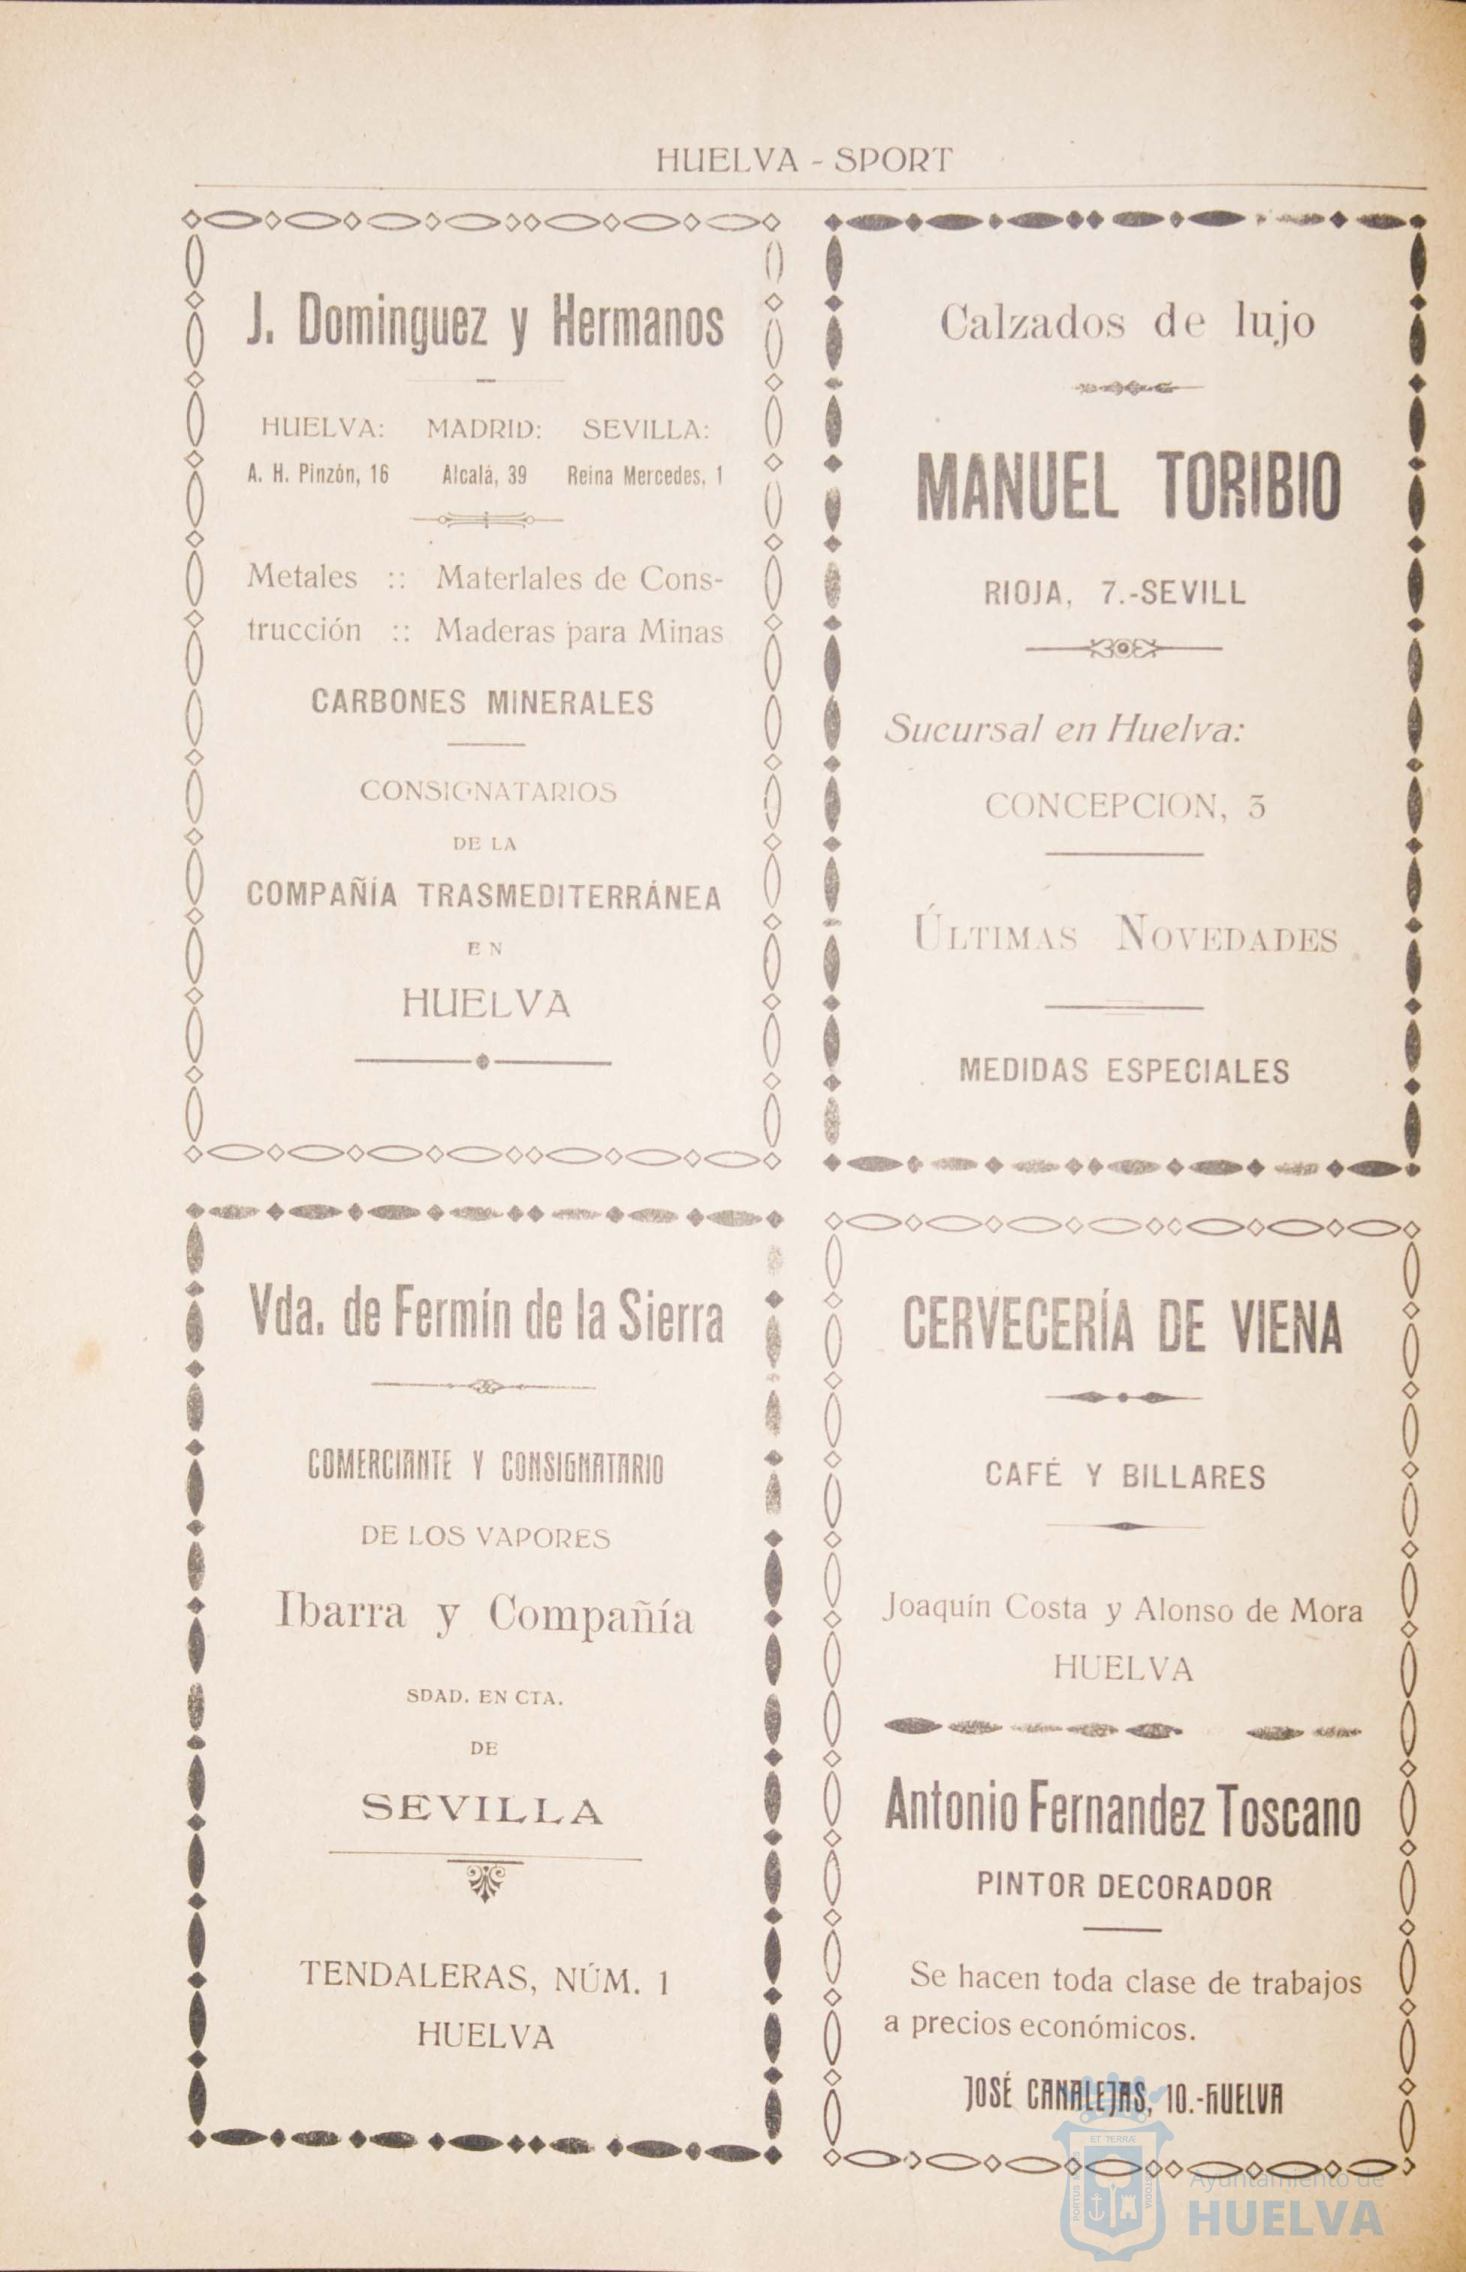 HUELVA - SPORT
J. Dominguez y Hermanos
HUELVA: MADRID: SEVILLA:
A. H. Pinzón, 16 Alcalá, 39 Reina Mercedes, 1
Metales :: Materlales de Cons-
trucción :: Maderas para Minas
CARBONES MINERALES
CONSIGNATARIOS
DE LA
COMPAÑÍA TRASMEDITERRÁNEA
EN
HUELVA
Calzados de lujo
MANUEL TORIBIO
RIOJA, 7.-SEVILL
Sucursal en Huelva:
CONCEPCION, 3
ÚLTIMAS NOVEDADES
MEDIDAS ESPECIALES
Vda. de Fermín de la Sierra
COMERCIANTE Y CONSIGNATARIO
DE LOS VAPORES
Ibarra y Compañía
SDAD. EN CTA.
DE
SEVILLA
TENDALERAS, NÚM. 1
HUELVA
CERVECERÍA DE VIENA
CAFÉ Y BILLARES
Joaquín Costa y Alonso de Mora
HUELVA
Antonio Fernandez Toscano
PINTOR DECORADOR
Se hacen toda clase de trabajos
a precios económicos.
JOSÉ CANALEJAS, 10.-HUELVA
ET TERRÆ
PORTUS
Ayuntamiento de
HUELVA